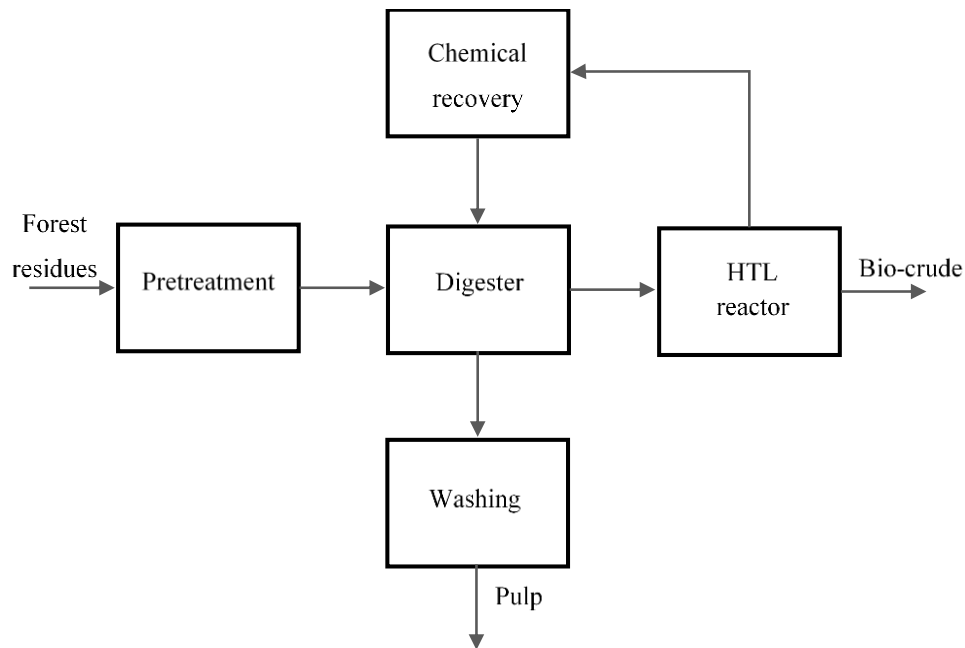 Chemical
recovery
Forest
residues
Pretreatment
Digester
HTL
reactor
Bio-crude
Washing
Pulp